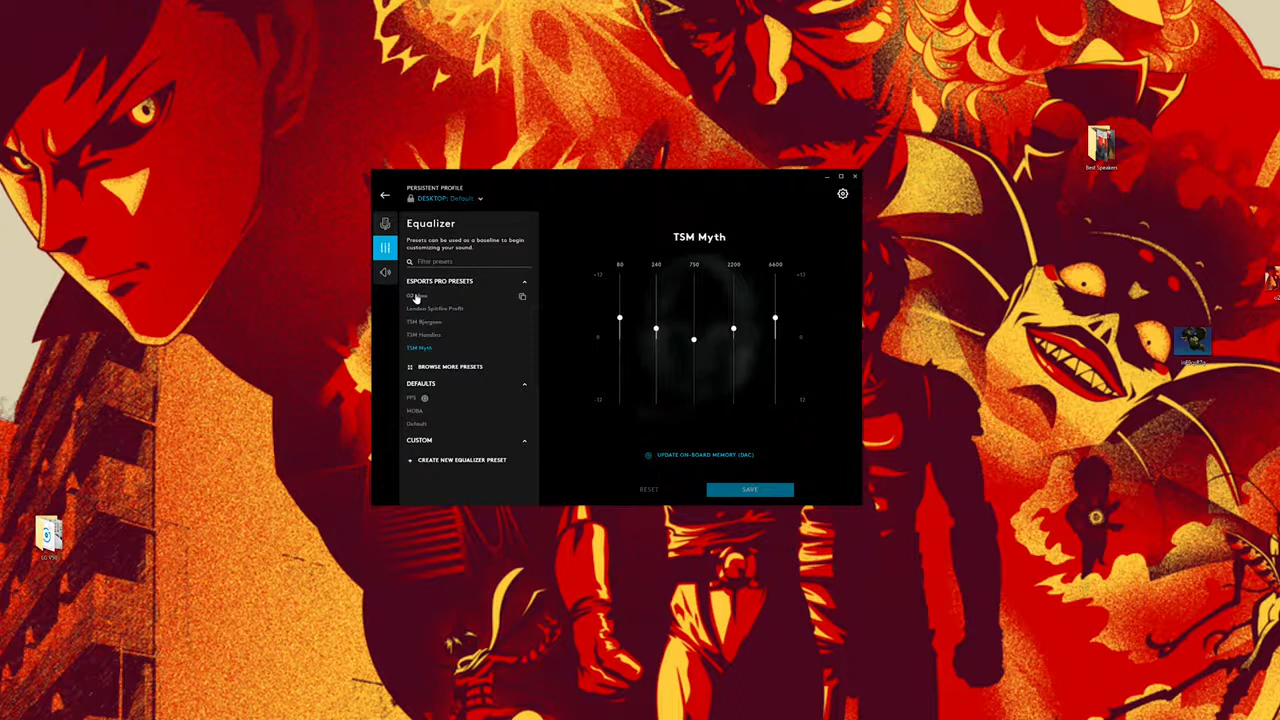 PERSISTENT PROFILE
DESKTOP: Default
Equalizer
Presets can be used as a baseline to begin
customizing your sound.
Filter presets
ESPORTS PRO PRESETS
London Spitfire Profit
TSM Bjergsen
TSM Hamlinz
TSM Myth
BROWSE MORE PRESETS
DEFAULTS
FPS
MOBA
Default
CUSTOM
+ CREATE NEW EQUALIZER PRESET
TSM Myth
80 240 750 2200 6600
+12 +12
0 0
-12 12
UPDATE ON-BOARD MEMORY (DAC)
RESET SAVE
Best Speakers